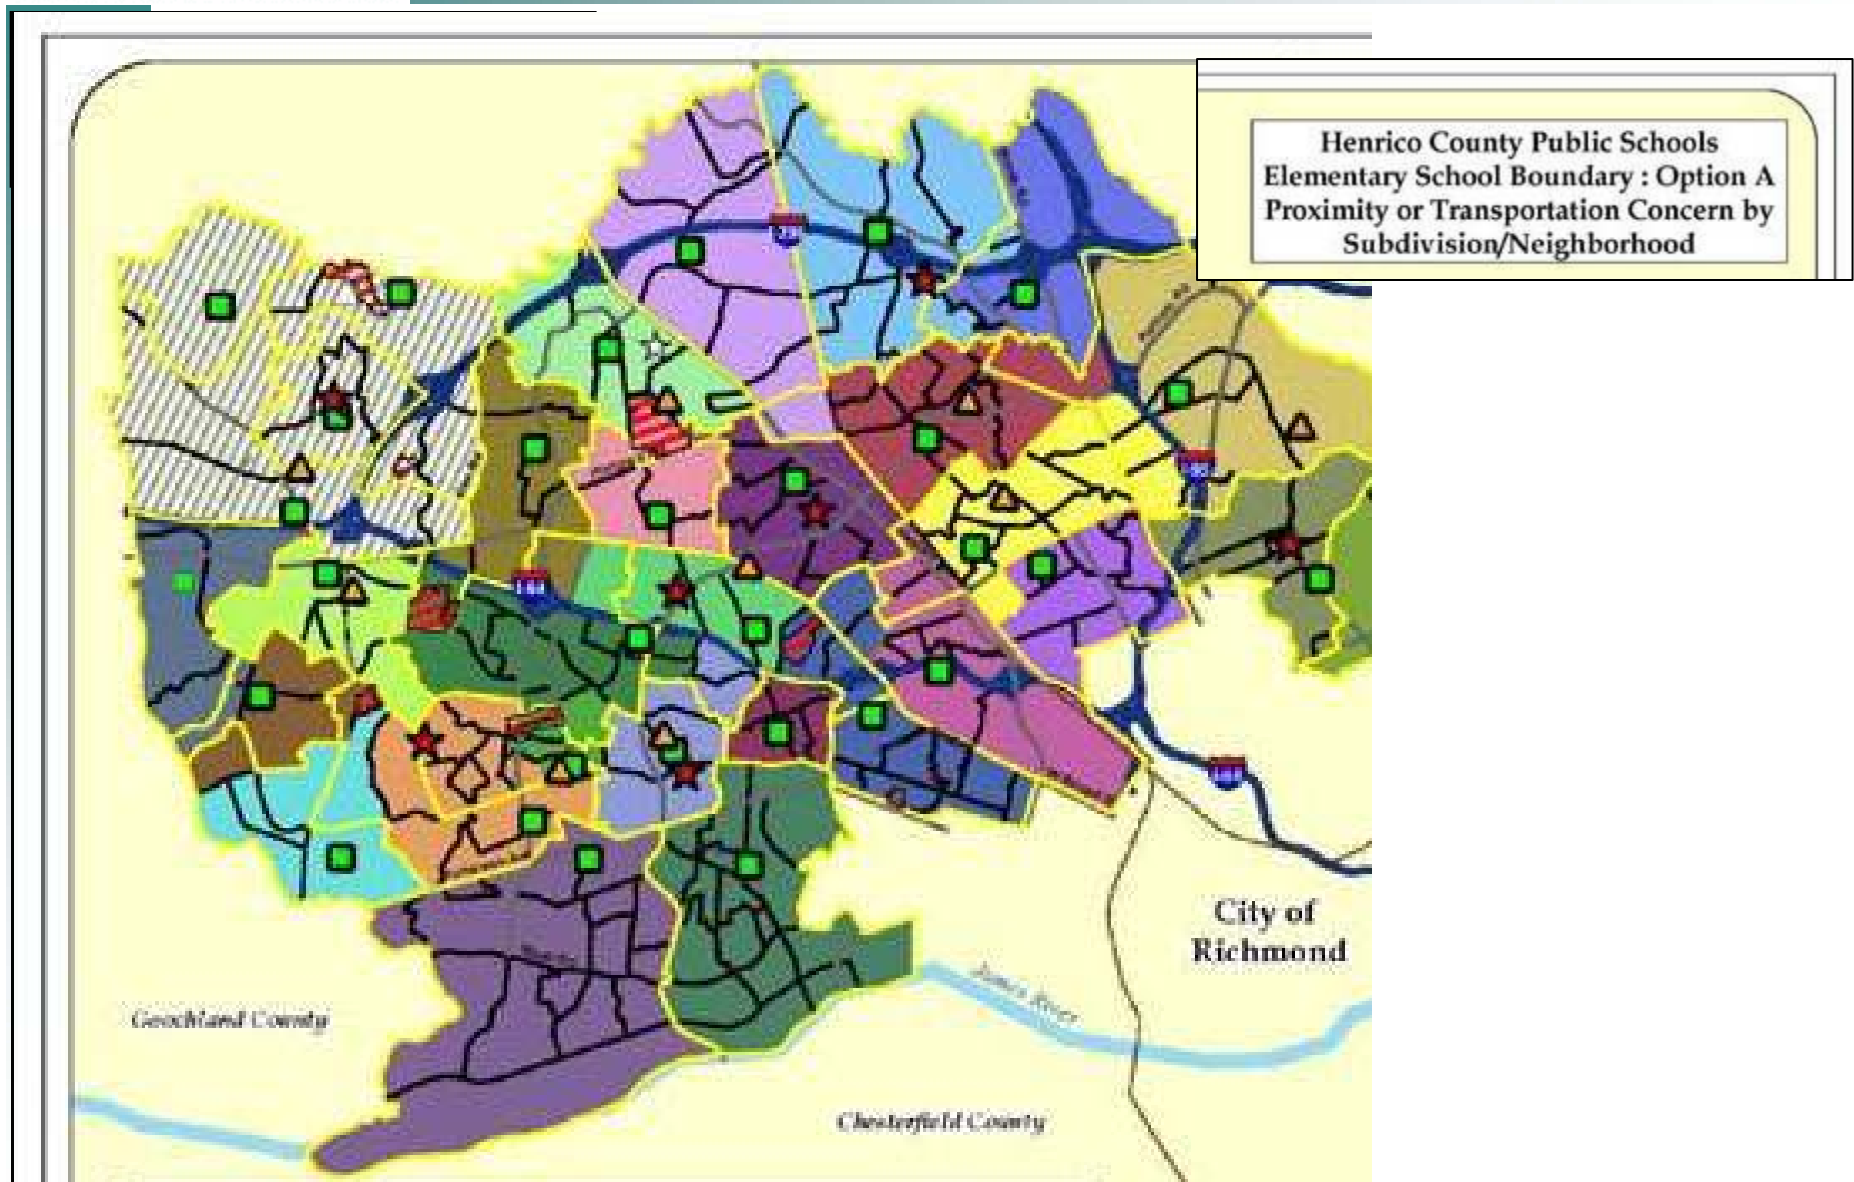 Henrico County Public Schools
Elementary School Boundary : Option A
Proximity or Transportation Concern by
Subdivision/Neighborhood
City of
Richmond
James River
Goochland County
Chesterfield County